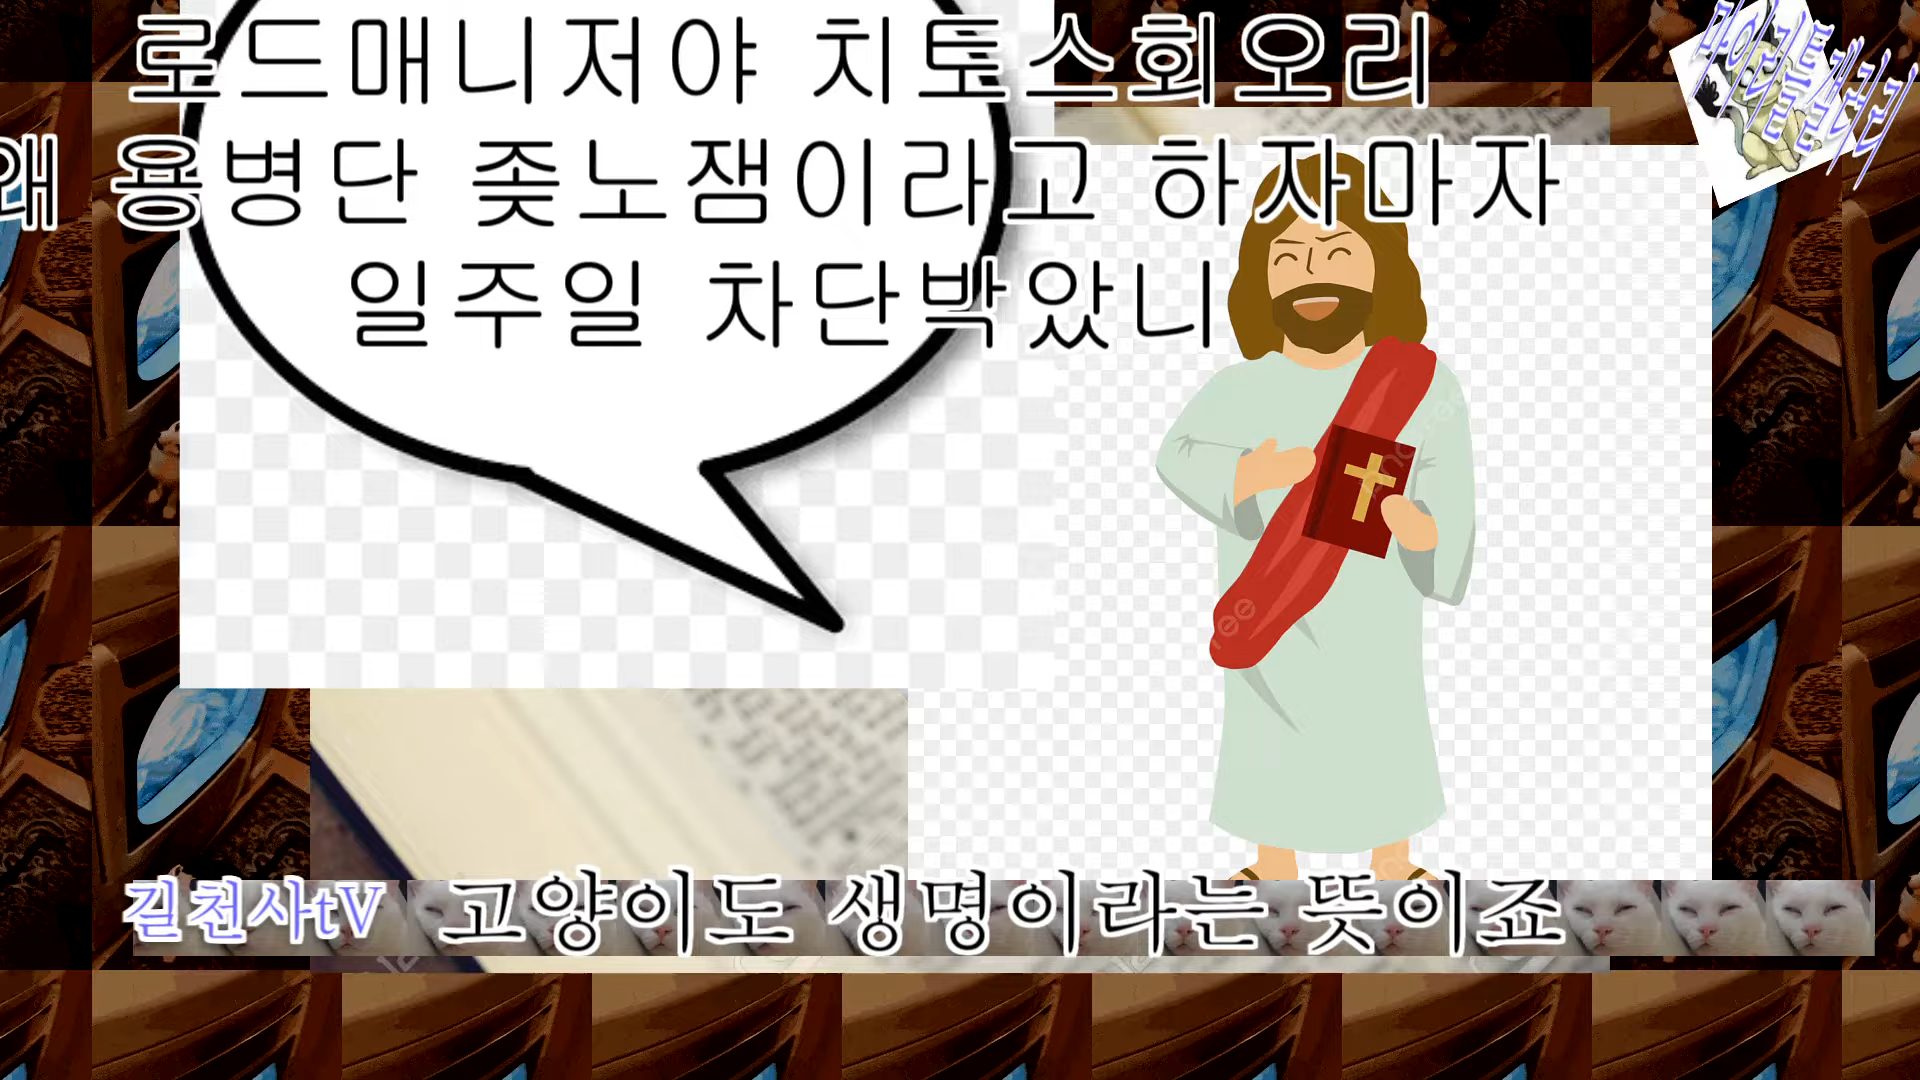 로드매니저야 치토스회오리
왜 용병단 좆노잼이라고 하자마자
일주일 차단박았니
길천사tV 고양이도 생명이라는 뜻이죠